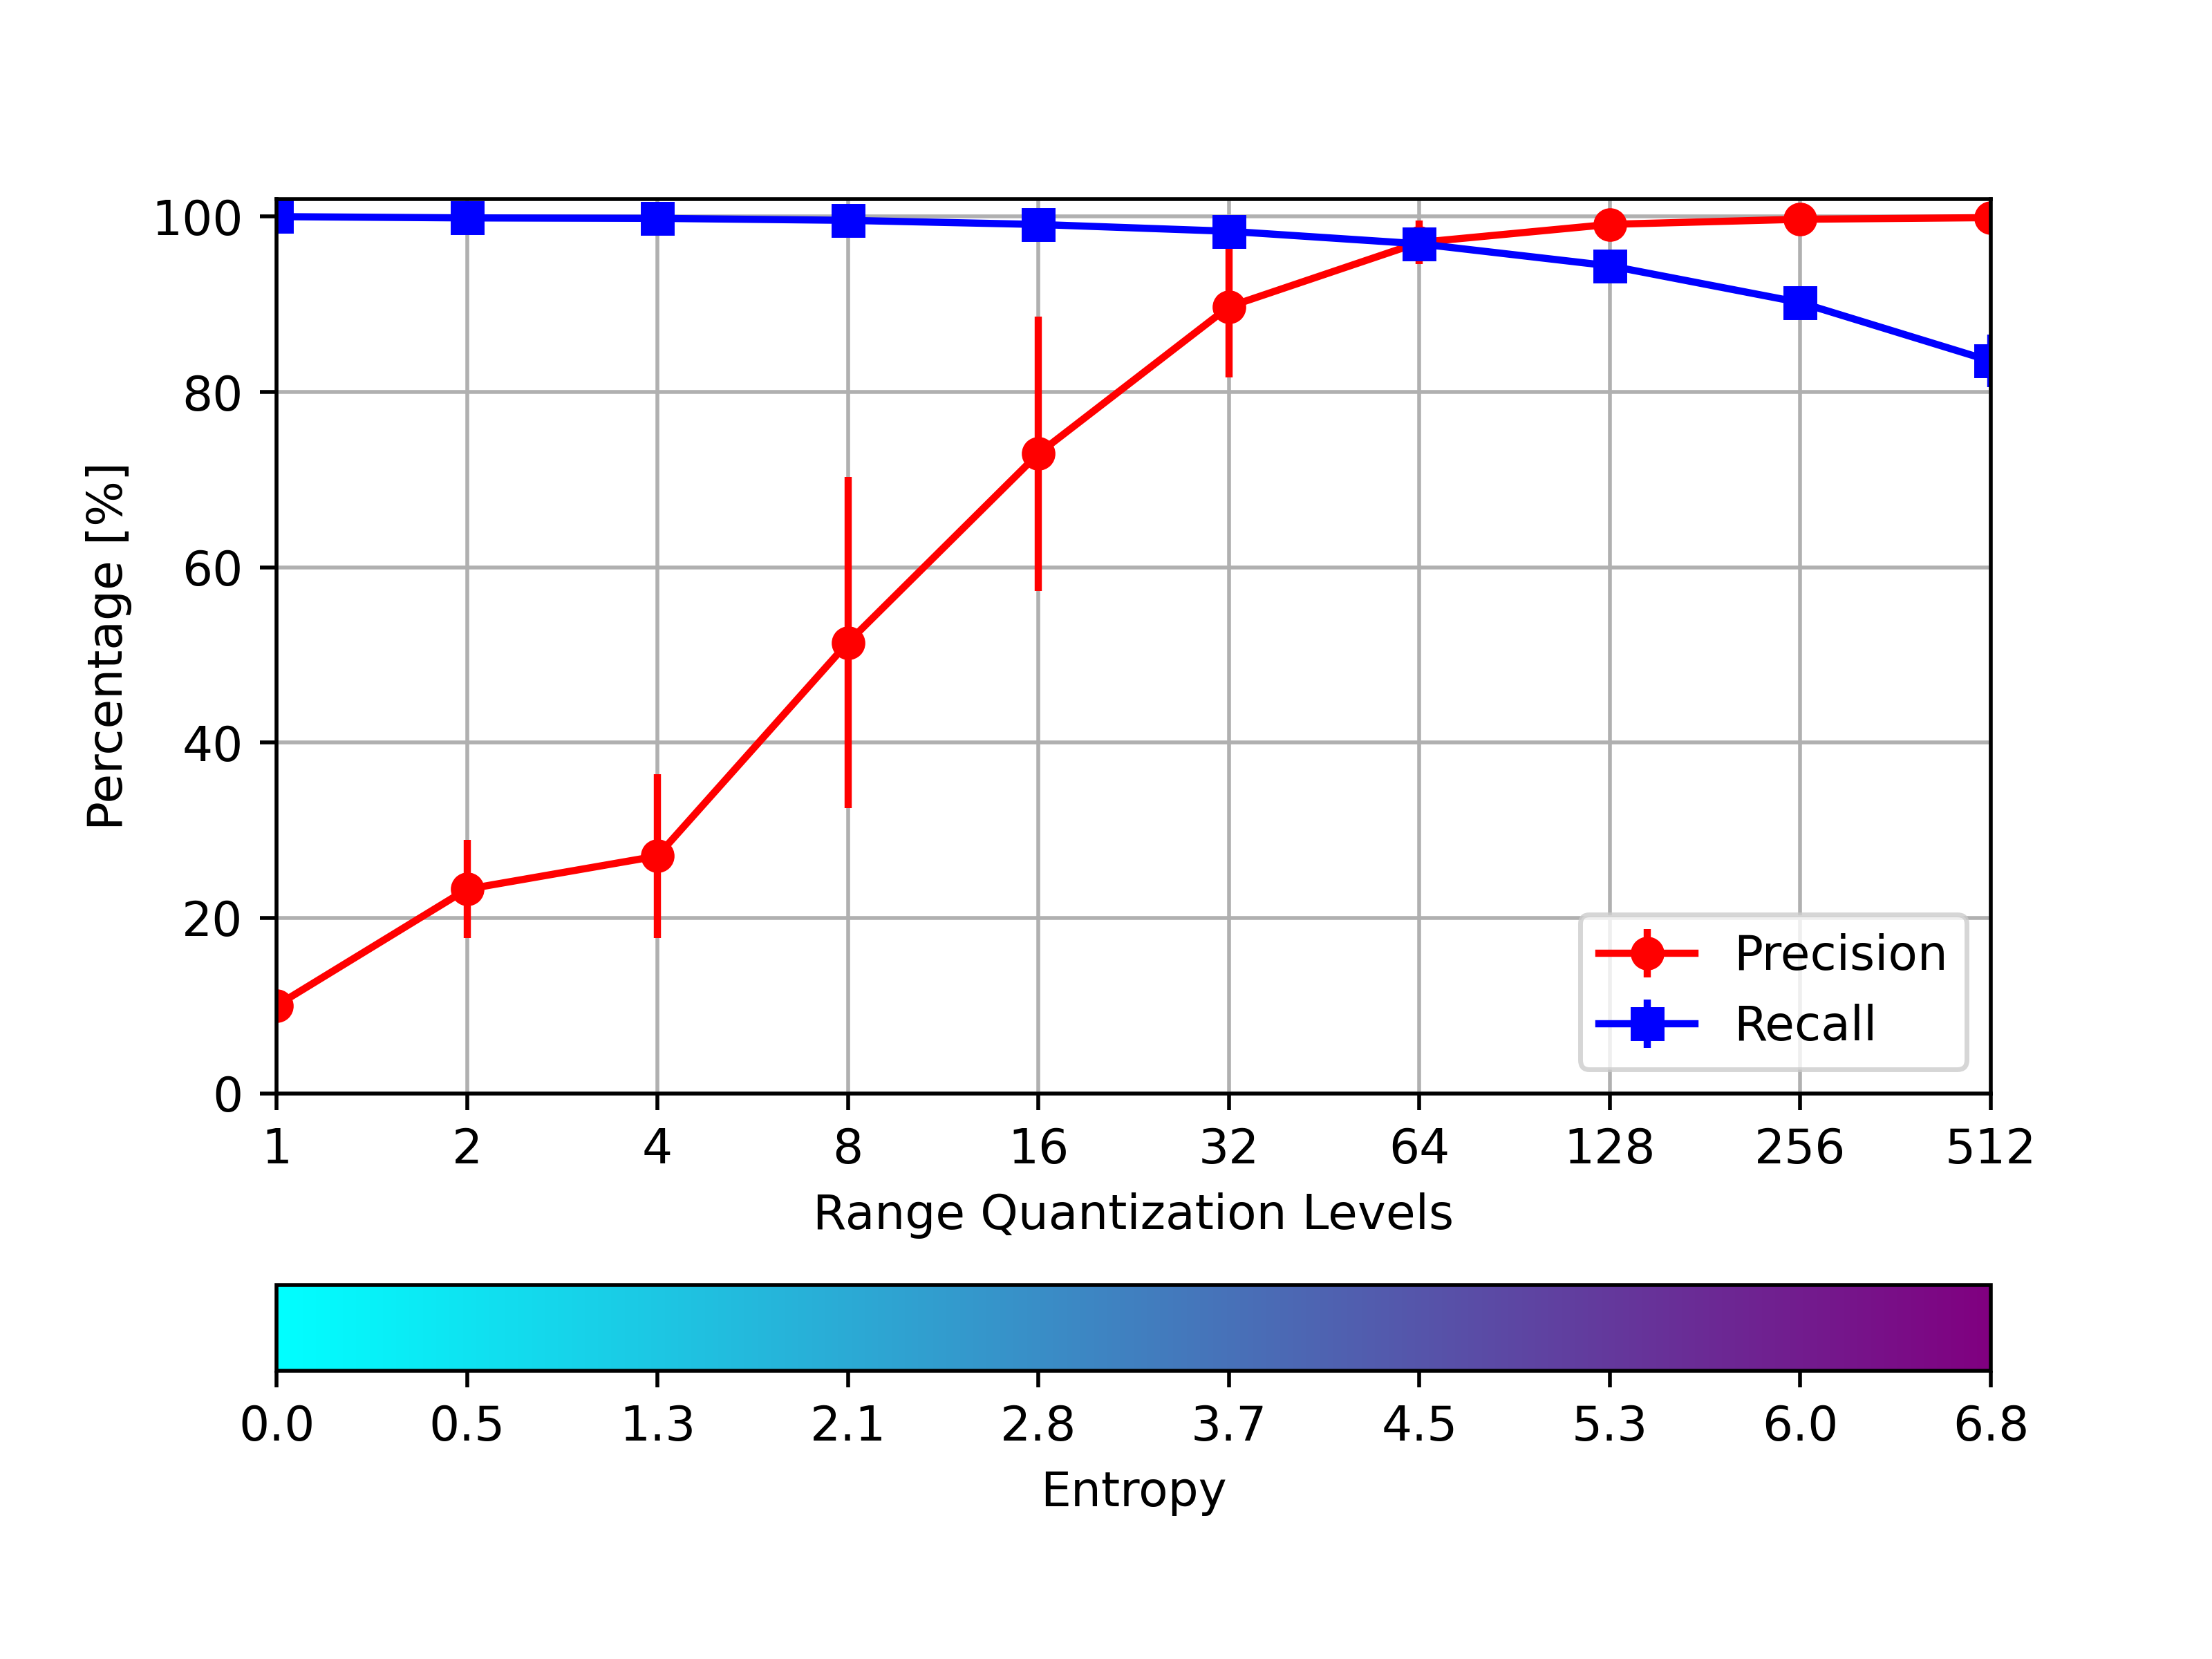 100
80
60
40
20
0
Percentage [%]
Precision
Recall
1 2 4 8 16 32 64 128 256 512
Range Quantization Levels
0.0 0.5 1.3 2.1 2.8 3.7 4.5 5.3 6.0 6.8
Entropy